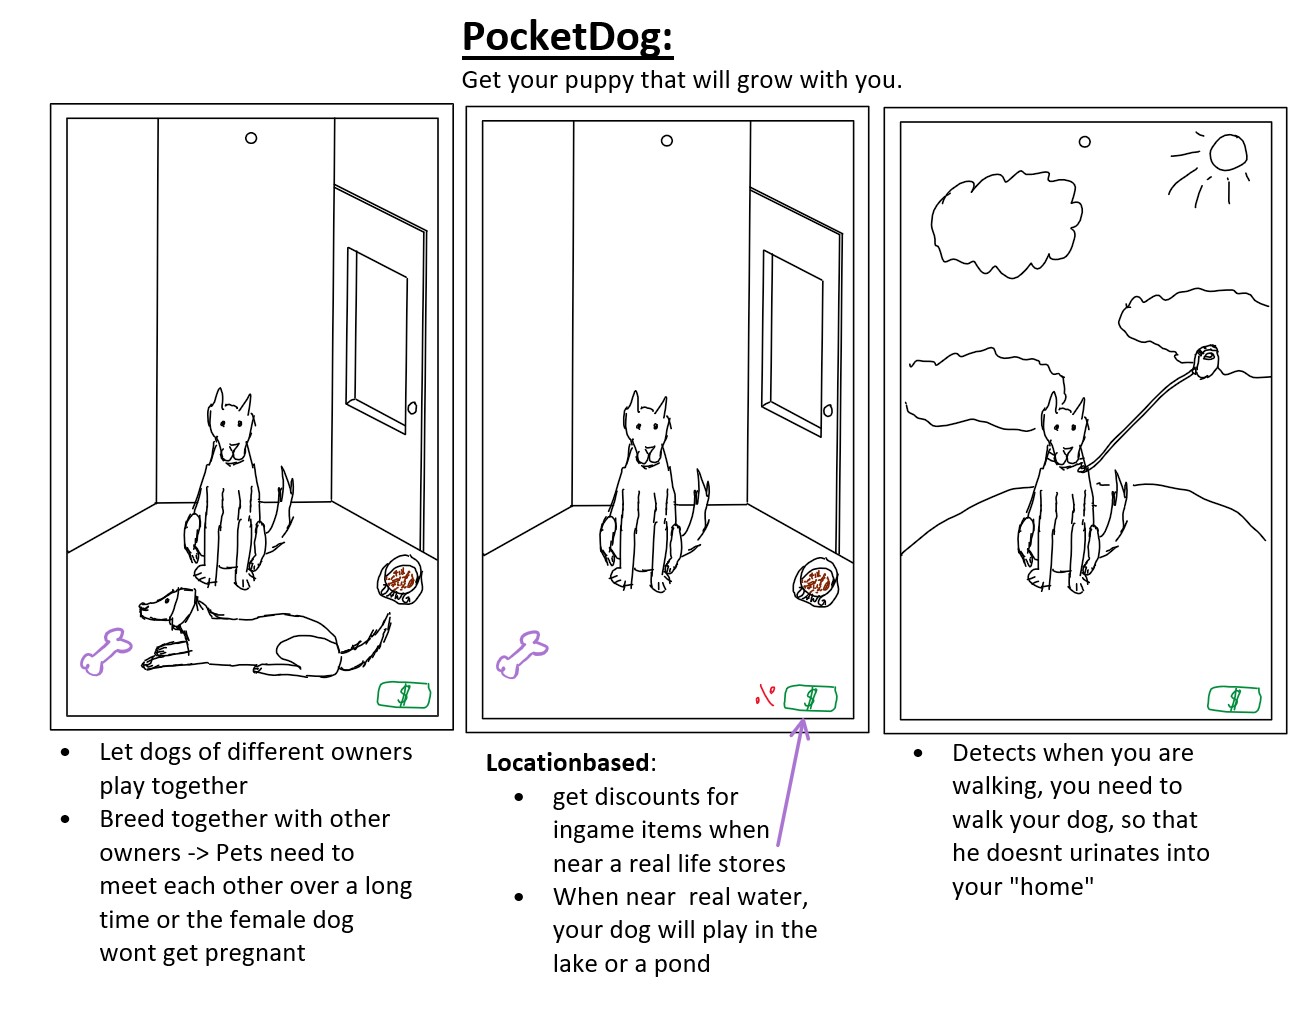 PocketDog:
Get your puppy that will grow with you.
DAWG
$
DAWG
% $
$
• Let dogs of different owners
play together
• Breed together with other
owners -> Pets need to
meet each other over a long
time or the female dog
wont get pregnant
Locationbased:
• get discounts for
ingame items when
near a real life stores
• When near real water,
your dog will play in the
lake or a pond
• Detects when you are
walking, you need to
walk your dog, so that
he doesnt urinates into
your "home"